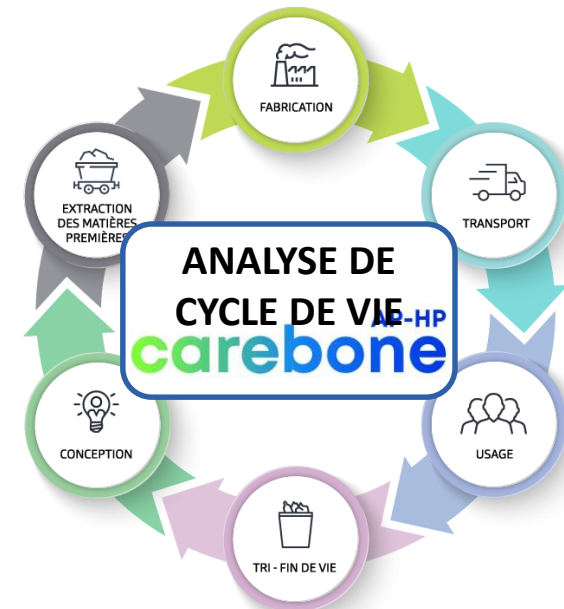 FABRICATION
EXTRACTION
DES MATIÈRES
PREMIÈRES
TRANSPORT
ANALYSE DE
CYCLE DE VIE
AP-HP
carebone
CONCEPTION
USAGE
TRI - FIN DE VIE